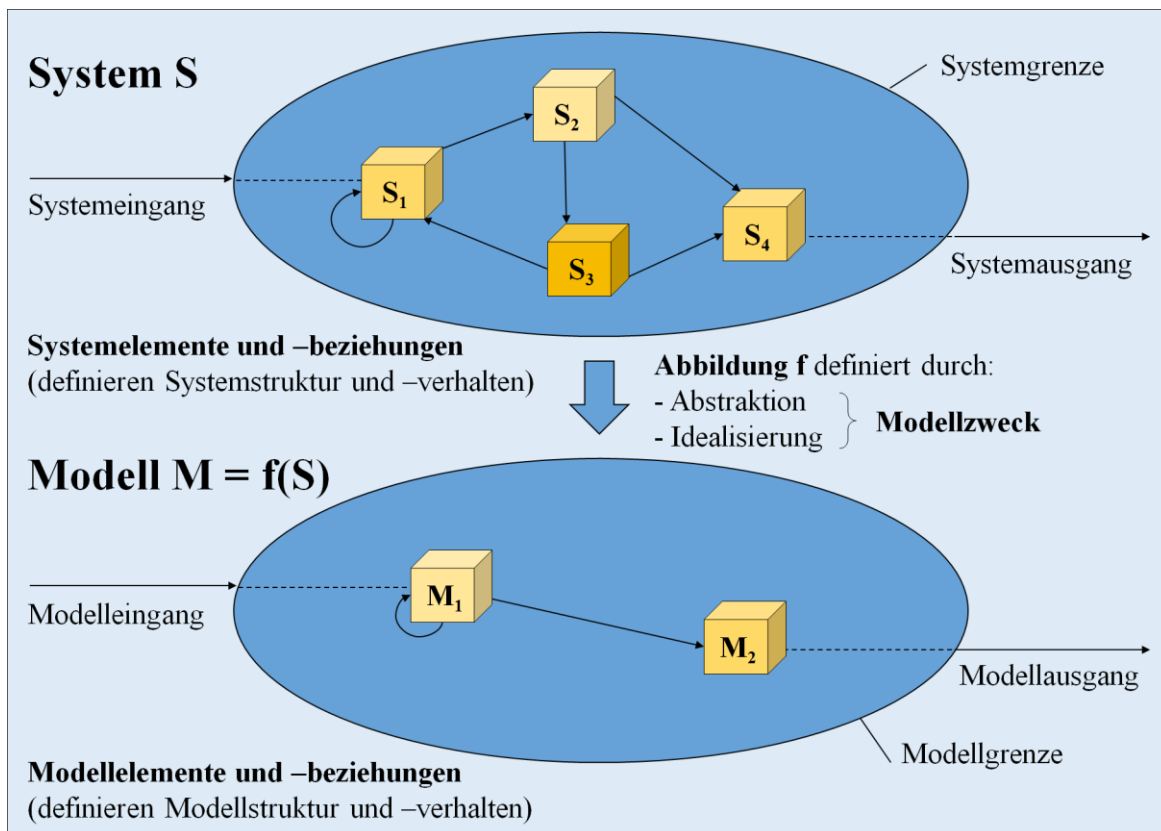 System S
Systemgrenze
S₂
S₁
Systemeingang
S₄
S₃
Systemausgang
Systemelemente und –beziehungen
(definieren Systemstruktur und –verhalten)
Abbildung f definiert durch:
- Abstraktion
- Idealisierung
Modellzweck
Modell M = f(S)
M₁
Modelleingang
M₂
Modellausgang
Modellgrenze
Modellelemente und –beziehungen
(definieren Modellstruktur und –verhalten)